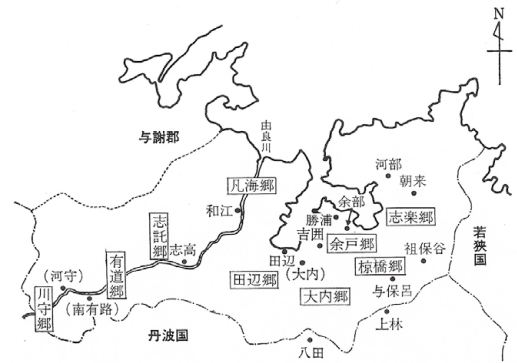 N
与謝郡
由良川
凡海郷
和江
志託郷
志高
有道郷
(河守)
(南有路)
川守郷
丹波国
河部
朝来
余部
勝浦
志楽郷
吉囲
余戸郷
田辺
(大内)
田辺郷
大内郷
椋橋郷
祖保谷
与保呂
若狭国
上林
八田